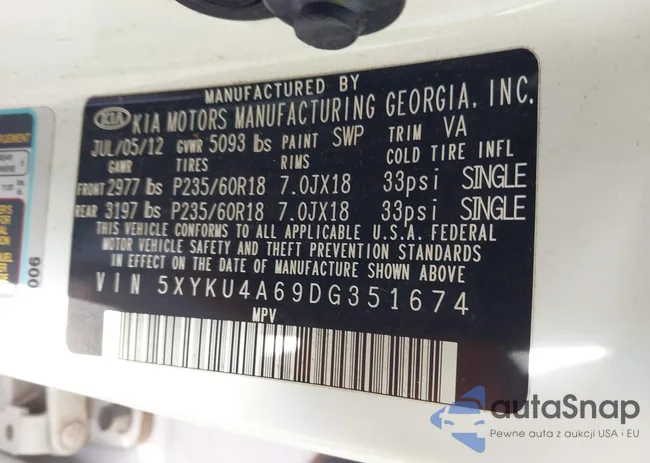 MANUFACTURED BY
KIA KIA MOTORS MANUFACTURING GEORGIA, INC.
JUL/05/12 GVWR 5093 lbs PAINT SWP TRIM VA
GAWR TIRES RIMS COLD TIRE INFL
FRONT 2977 lbs P235/60R18 7.0JX18 33psi SINGLE
REAR 3197 lbs P235/60R18 7.0JX18 33psi SINGLE
THIS VEHICLE CONFORMS TO ALL APPLICABLE U.S.A. FEDERAL
MOTOR VEHICLE SAFETY AND THEFT PREVENTION STANDARDS
IN EFFECT ON THE DATE OF MANUFACTURE SHOWN ABOVE.
VIN 5XYKU4A69DG351674
MPV
006
autoSnap
Pewne auta z aukcji USA i EU